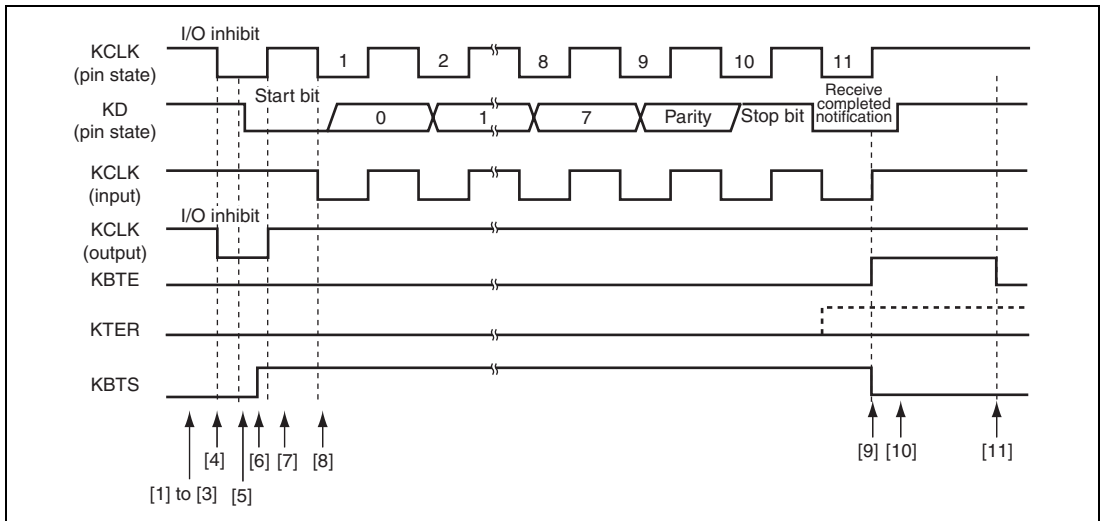 I/O inhibit
KCLK
(pin state)
1
2
8
9
10
11
KD
(pin state)
Start bit
0
1
7
Parity
Stop bit
Receive
completed
notification
KCLK
(input)
I/O inhibit
KCLK
(output)
KBTE
KTER
KBTS
[1] to [3]
[4]
[5]
[6]
[7]
[8]
[9]
[10]
[11]